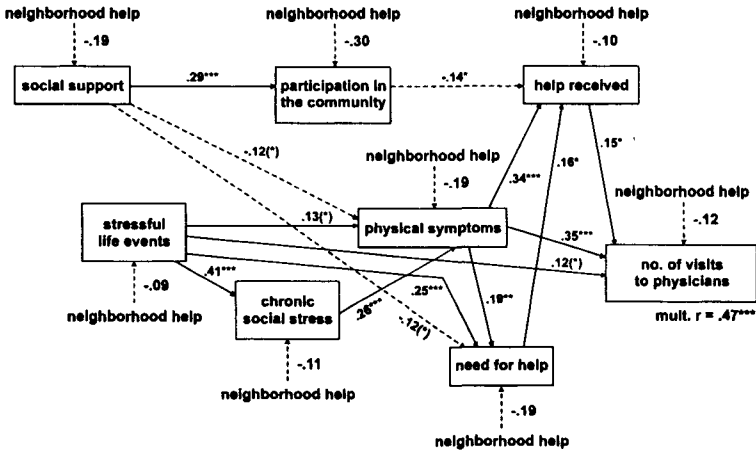 neighborhood help
neighborhood help
neighborhood help
-.19
-.30
-.10
social support
.29***
participation in
the community
-.14*
help received
-.12(*)
neighborhood help
.34***
.16*
.15*
neighborhood help
-.19
-.12
stressful
life events
.13(*)
physical symptoms
.35***
.12(*)
no. of visits
to physicians
mult. r = .47***
-.09
.41***
neighborhood help
chronic
social stress
.26***
.25***
-.12(*)
.19**
need for help
-.11
neighborhood help
-.19
neighborhood help